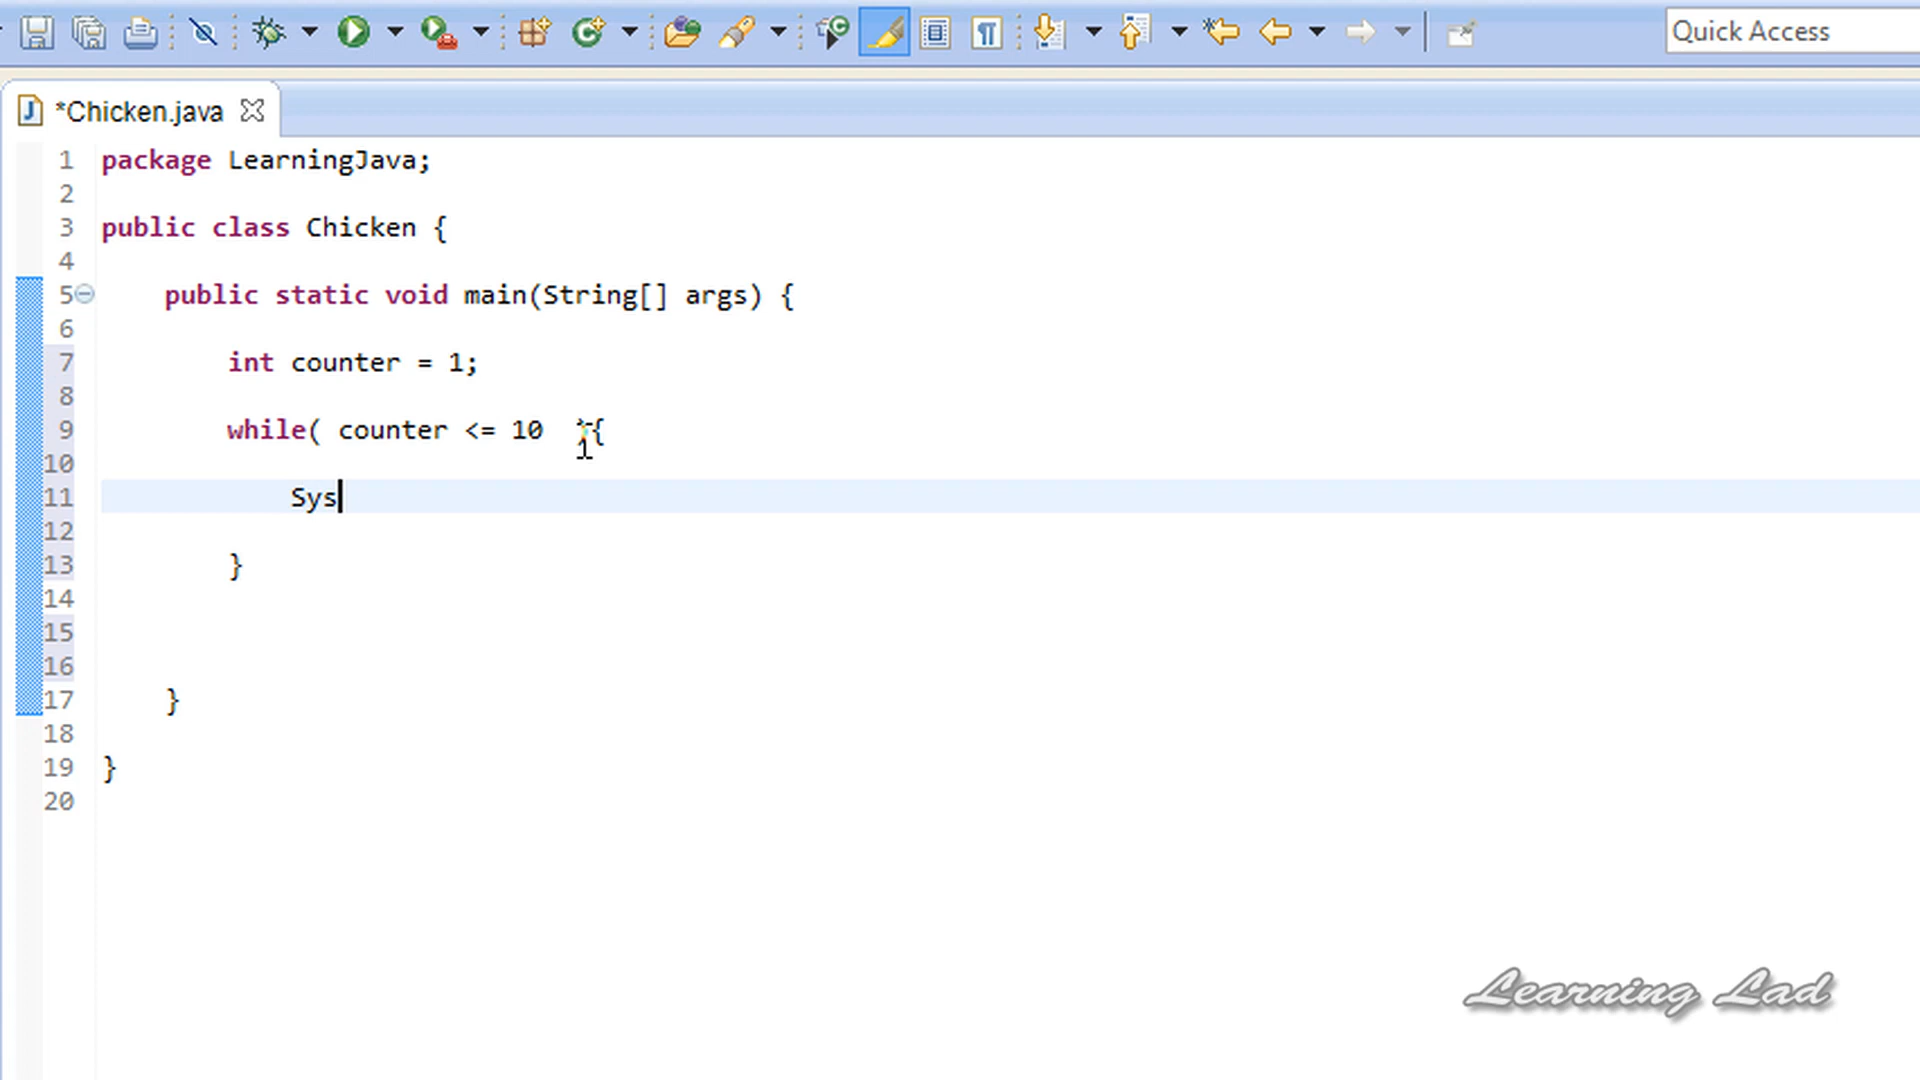 Quick Access
*Chicken.java
1 package LearningJava;
2
3 public class Chicken {
4
5 public static void main(String[] args) {
6
7 int counter = 1;
8
9 while( counter <= 10 {
10
11 Sys
12
13 }
14
15
16
17 }
18
19 }
20
Learning Lad